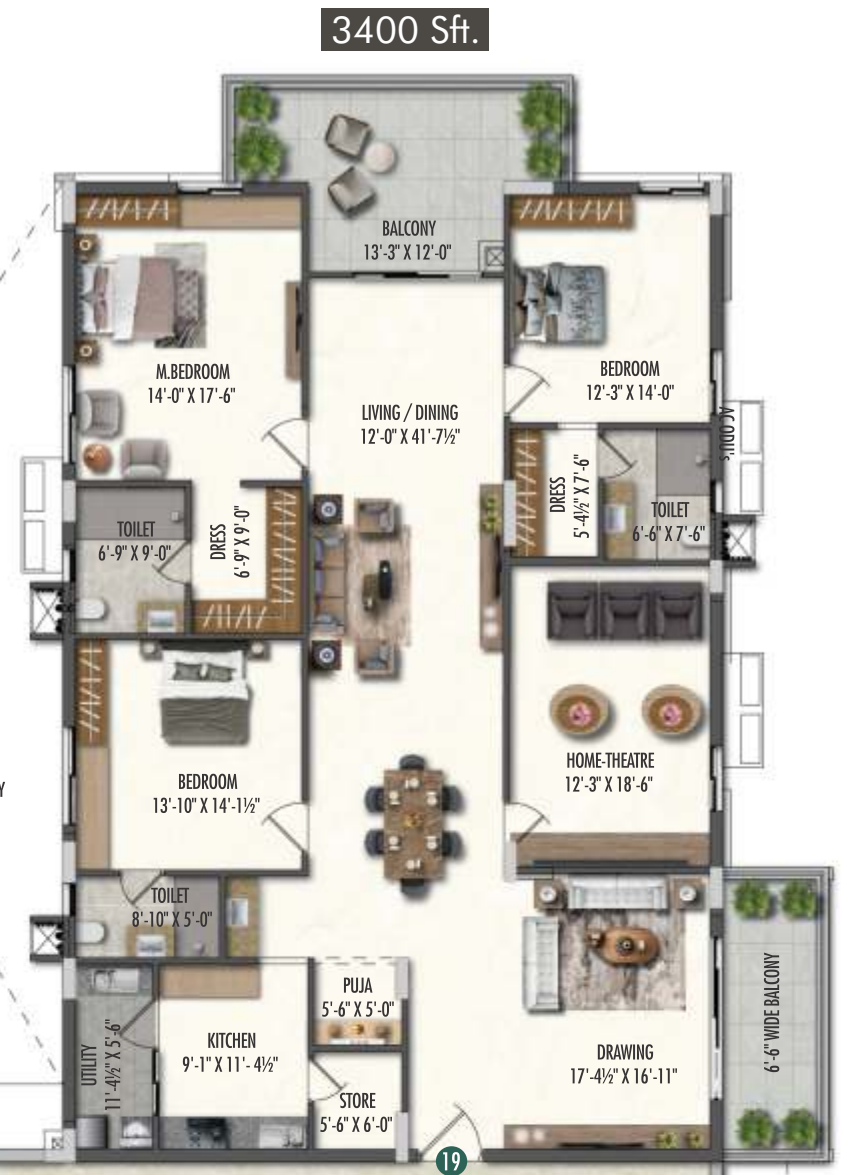 3400 Sft.
BALCONY
13'-3" X 12'-0"
M.BEDROOM
14'-0" X 17'-6"
BEDROOM
12'-3" X 14'-0"
LIVING / DINING
12'-0" X 41'-7½"
AC ODU's
DRESS
5'-4½" X 7'-6"
TOILET
6'-6" X 7'-6"
TOILET
6'-9" X 9'-0"
DRESS
6'-9" X 9'-0"
HOME-THEATRE
12'-3" X 18'-6"
BEDROOM
13'-10" X 14'-1½"
Y
TOILET
8'-10" X 5'-0"
PUJA
5'-6" X 5'-0"
6'-6" WIDE BALCONY
UTILITY
11'-4½" X 5'-6"
KITCHEN
9'-1" X 11'- 4½"
DRAWING
17'-4½" X 16'-11"
STORE
5'-6" X 6'-0"
19